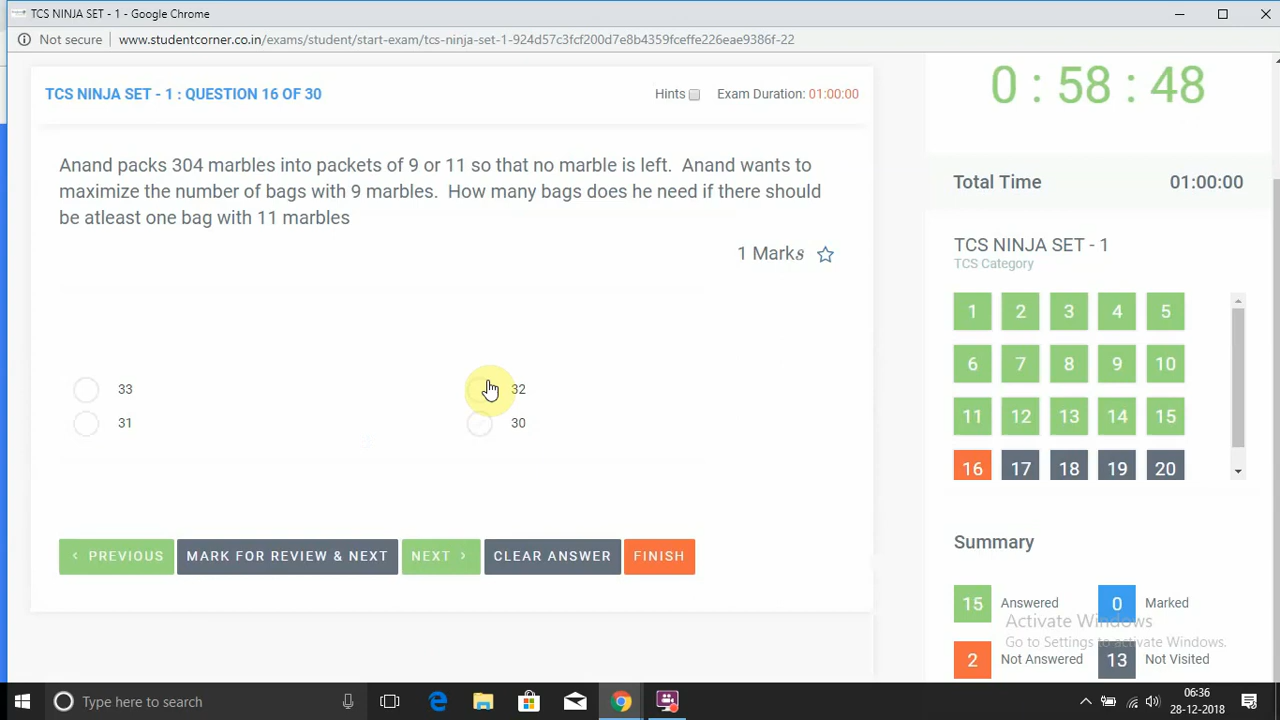 TCS NINJA SET - 1 - Google Chrome
Not secure
www.studentcorner.co.in/exams/student/start-exam/tcs-ninja-set-1-924d57c3fcf200d7e8b4359fceffe226eae9386f-22
TCS NINJA SET - 1 : QUESTION 16 OF 30
Hints
Exam Duration: 01:00:00
Anand packs 304 marbles into packets of 9 or 11 so that no marble is left. Anand wants to
maximize the number of bags with 9 marbles. How many bags does he need if there should
be atleast one bag with 11 marbles
1 Marks
33
32
31
30
< PREVIOUS
MARK FOR REVIEW & NEXT
NEXT >
CLEAR ANSWER
FINISH
0 : 58 : 48
Total Time 01:00:00
TCS NINJA SET - 1
TCS Category
1 2 3 4 5
6 7 8 9 10
11 12 13 14 15
16 17 18 19 20
Summary
15 Answered 0 Marked
2 Not Answered 13 Not Visited
Activate Windows
Go to Settings to activate Windows.
Type here to search
06:36
28-12-2018